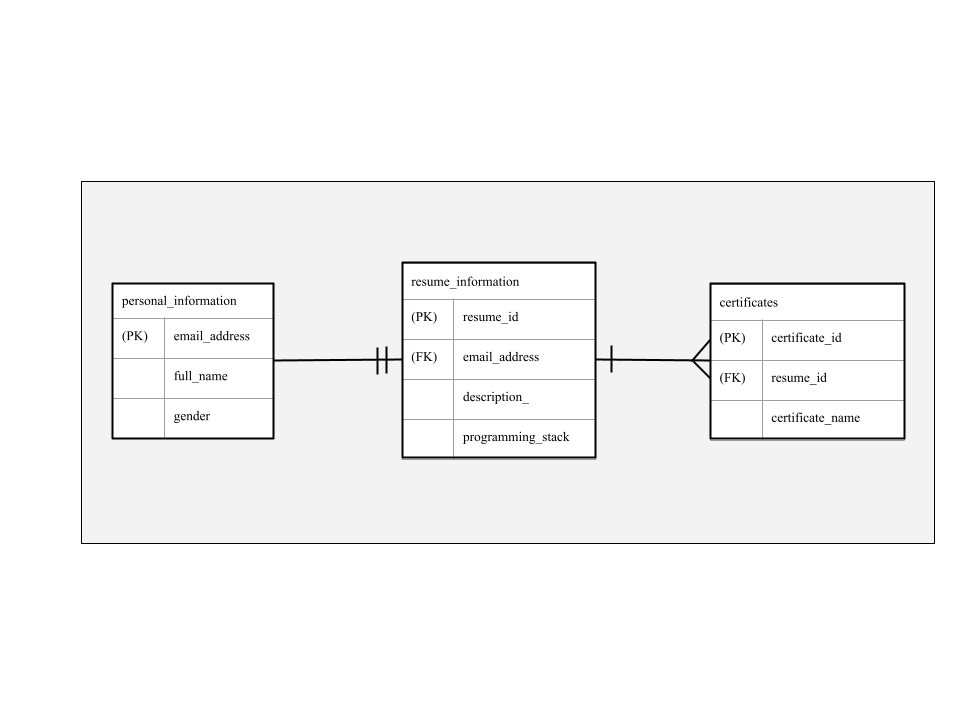 personal_information
(PK) email_address
full_name
gender
resume_information
(PK) resume_id
(FK) email_address
description_
programming_stack
certificates
(PK) certificate_id
(FK) resume_id
certificate_name